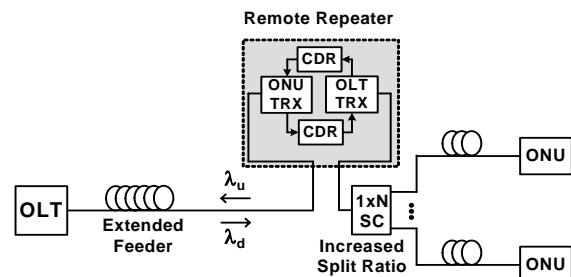 Remote Repeater
CDR
ONU
TRX
OLT
TRX
CDR
OLT
λu
λd
Extended
Feeder
1xN
SC
Increased
Split Ratio
ONU
ONU